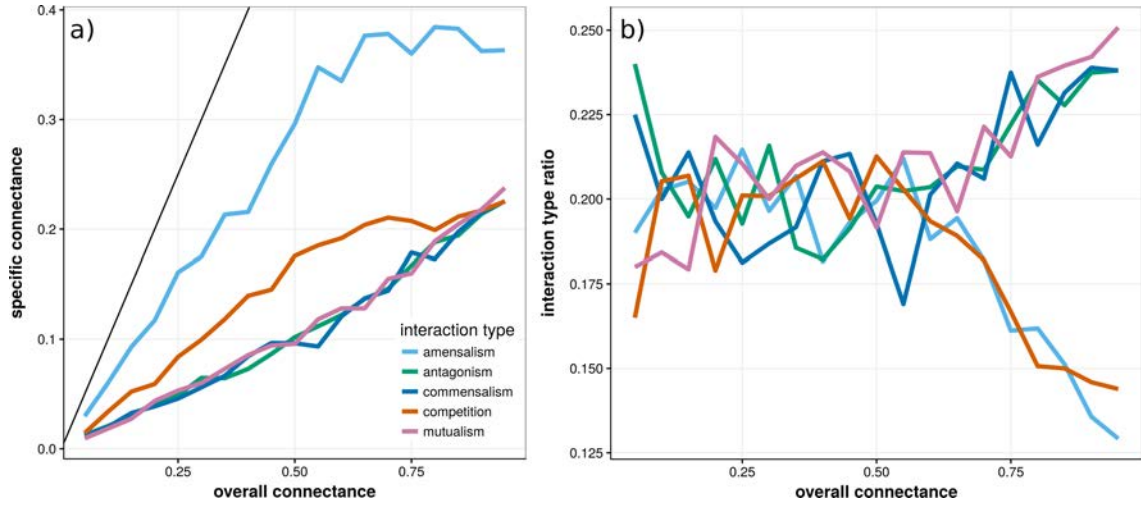 a)
0.4
0.3
0.2
0.1
0.0
specific connectance
0.25
0.50
0.75
overall connectance
interaction type
amensalism
antagonism
commensalism
competition
mutualism
b)
0.250
0.225
0.200
0.175
0.150
0.125
interaction type ratio
0.25
0.50
0.75
overall connectance